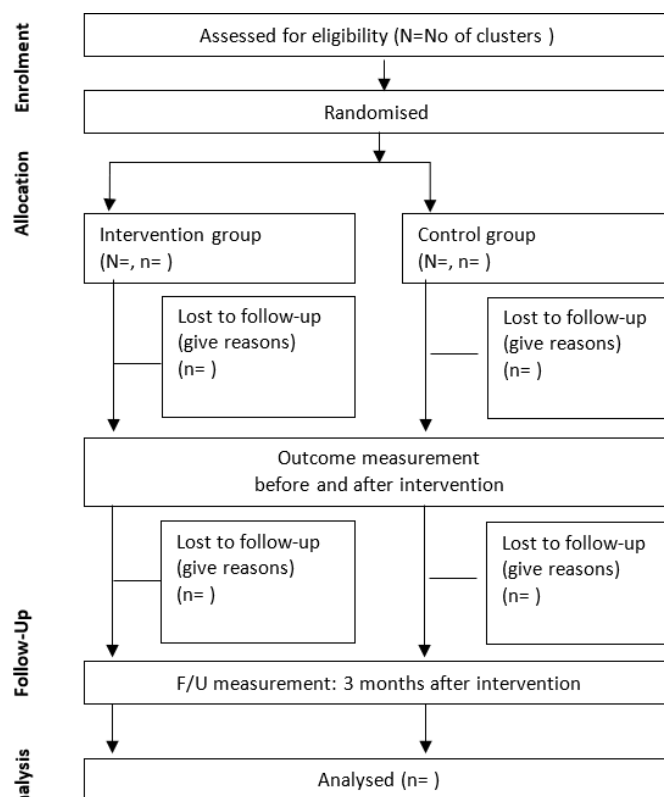 Enrolment
Assessed for eligibility (N=No of clusters )
Randomised
Allocation
Intervention group
(N=, n= )
Control group
(N=, n= )
Lost to follow-up
(give reasons)
(n= )
Lost to follow-up
(give reasons)
(n= )
Outcome measurement
before and after intervention
Lost to follow-up
(give reasons)
(n= )
Lost to follow-up
(give reasons)
(n= )
Follow-Up
F/U measurement: 3 months after intervention
nalysis
Analysed (n= )